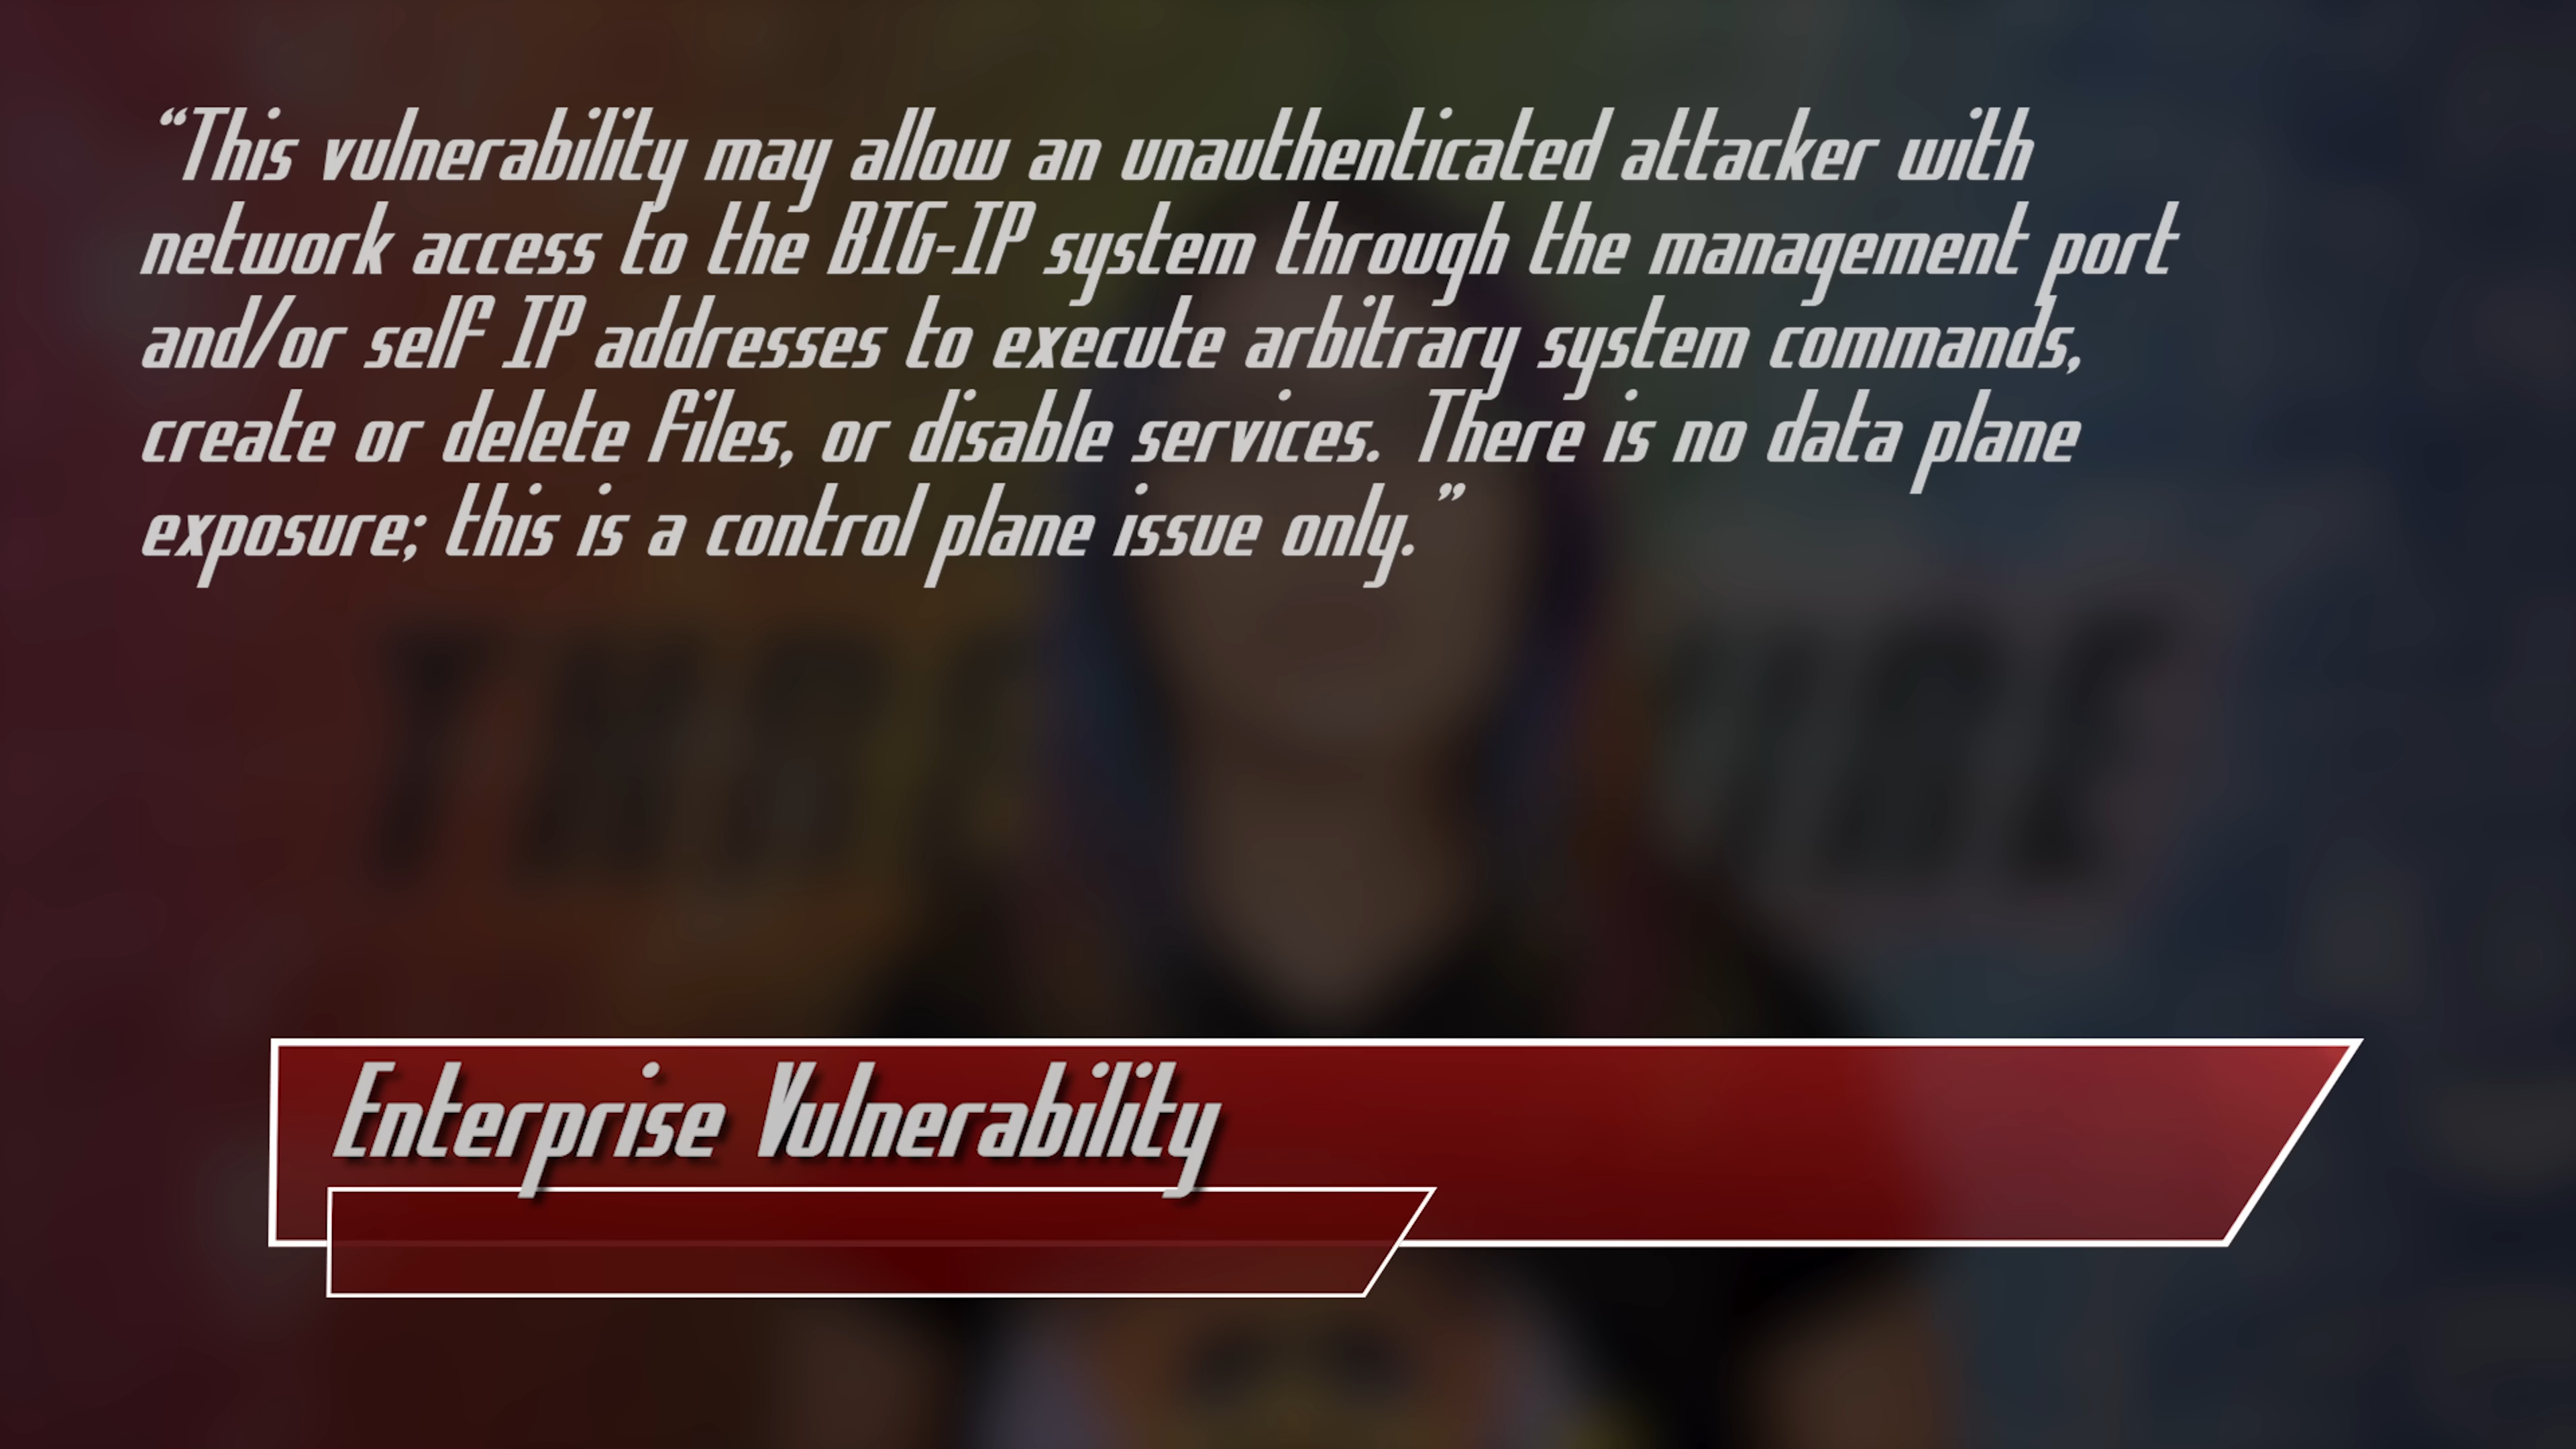 “This vulnerability may allow an unauthenticated attacker with
network access to the BIG-IP system through the management port
and/or self IP addresses to execute arbitrary system commands,
create or delete files, or disable services. There is no data plane
exposure; this is a control plane issue only.”
Enterprise Vulnerability